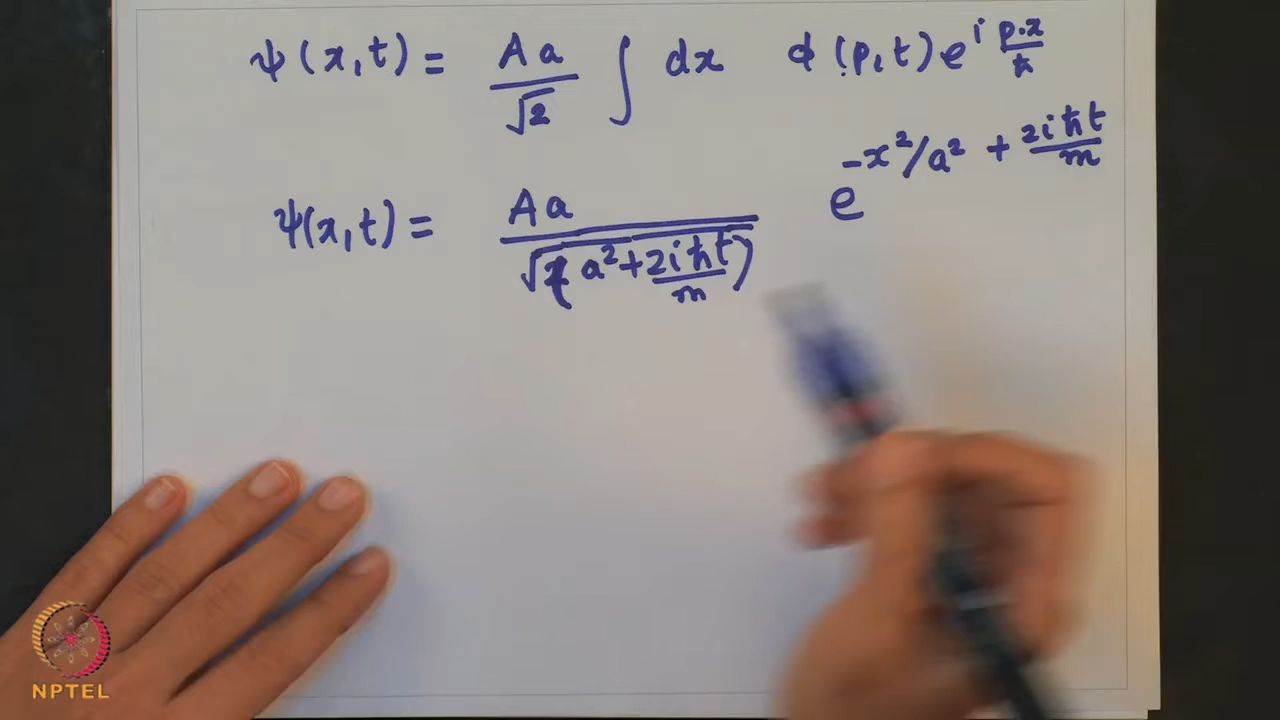 ψ(x,t) = Aa/√2 ∫ dx ϕ(p,t) e^{i p·x/ħ}
ψ(x,t) = Aa/√(a²+2iħt/m) e^{-x²/a² + 2iħt/m}
NPTEL